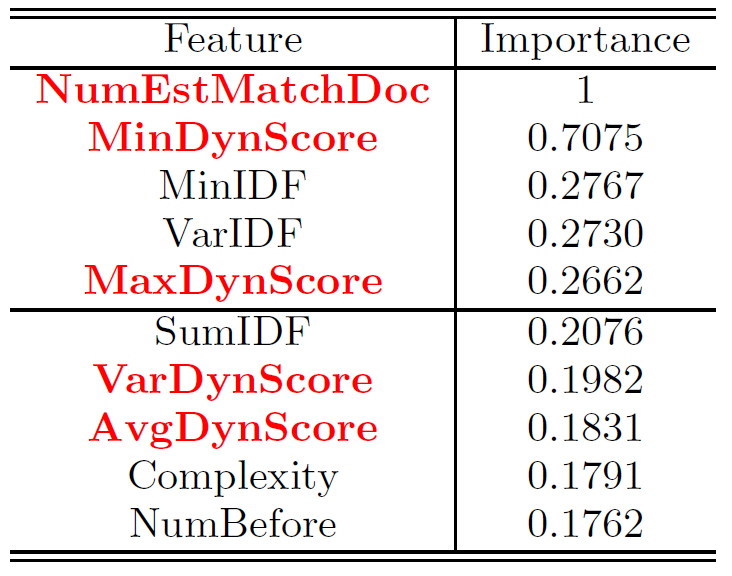 Feature Importance
NumEstMatchDoc 1
MinDynScore 0.7075
MinIDF 0.2767
VarIDF 0.2730
MaxDynScore 0.2662
SumIDF 0.2076
VarDynScore 0.1982
AvgDynScore 0.1831
Complexity 0.1791
NumBefore 0.1762